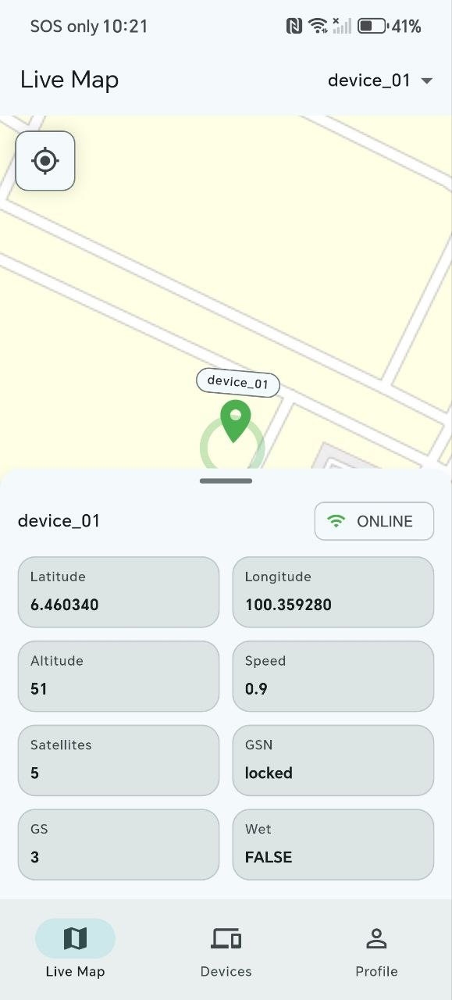 SOS only 10:21 41%
Live Map device_01
device_01
device_01 ONLINE
Latitude Longitude
6.460340 100.359280
Altitude Speed
51 0.9
Satellites GSN
5 locked
GS Wet
3 FALSE
Live Map Devices Profile